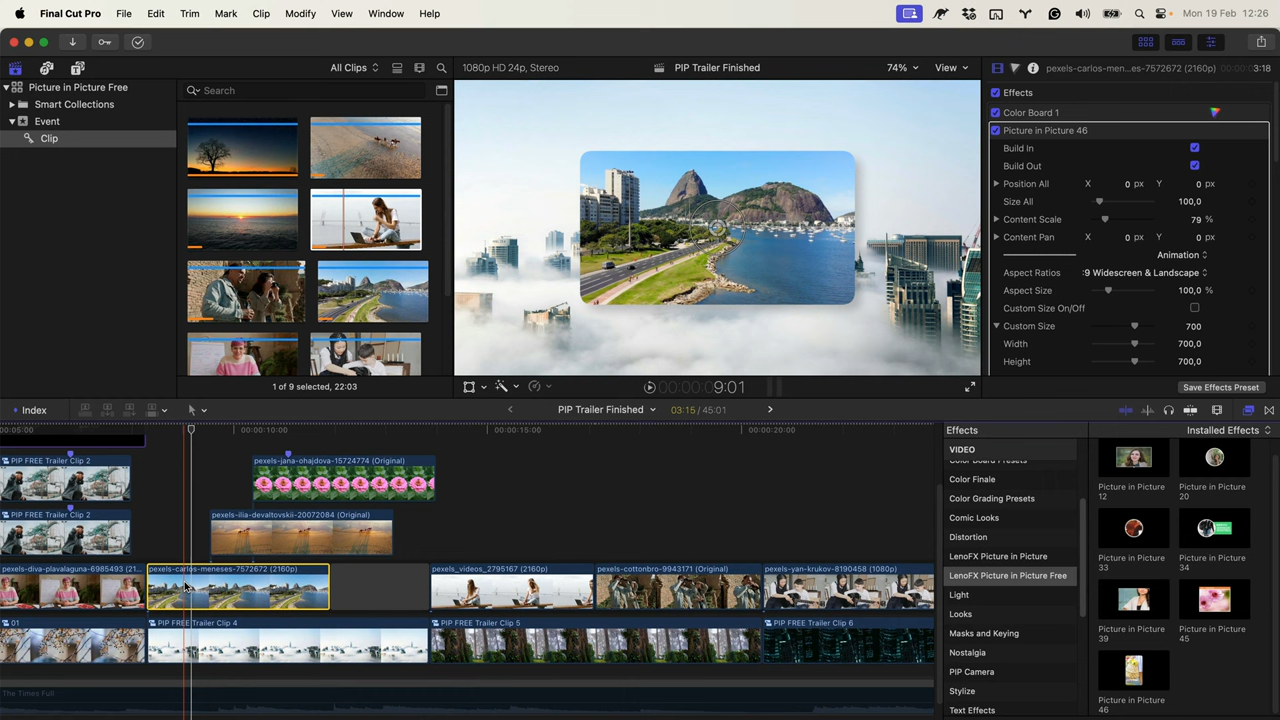 Final Cut Pro File Edit Trim Mark Clip Modify View Window Help Mon 19 Feb 12:26
All Clips 1080p HD 24p, Stereo PIP Trailer Finished 74% View pexels-carlos-men...es-7572672 (2160p) 3:18
Picture in Picture Free
Smart Collections
Event
Clip
Search
1 of 9 selected, 22:03
9:01
Effects
Color Board 1
Picture in Picture 46
Build In
Build Out
Position All X 0 px Y 0 px
Size All 100,0
Content Scale 79 %
Content Pan X 0 px Y 0 px
Animation
Aspect Ratios :9 Widescreen & Landscape
Aspect Size 100,0 %
Custom Size On/Off
Custom Size 700
Width 700,0
Height 700,0
Save Effects Preset
Index PIP Trailer Finished 03:15 / 45:01
00:00:10:00 00:00:15:00 00:00:20:00
PIP FREE Trailer Clip 2 pexels-jana-ohajdova-15724774 (Original)
PIP FREE Trailer Clip 2 pexels-ilia-devaltovskii-20072084 (Original)
pexels-diva-plavalaguna-6985493 (21... pexels-carlos-meneses-7572672 (2160p) pexels_videos_2795167 (2160p) pexels-cottonbro-9943171 (Original) pexels-yan-krukov-8190458 (1080p)
01 PIP FREE Trailer Clip 4 PIP FREE Trailer Clip 5 PIP FREE Trailer Clip 6
The Times Full
Effects Installed Effects
VIDEO
Color Finale
Color Grading Presets
Comic Looks
Distortion
LenoFX Picture in Picture
LenoFX Picture in Picture Free
Light
Looks
Masks and Keying
Nostalgia
PIP Camera
Stylize
Text Effects
Picture in Picture 12
Picture in Picture 20
Picture in Picture 33
Picture in Picture 34
Picture in Picture 39
Picture in Picture 45
Picture in Picture 46